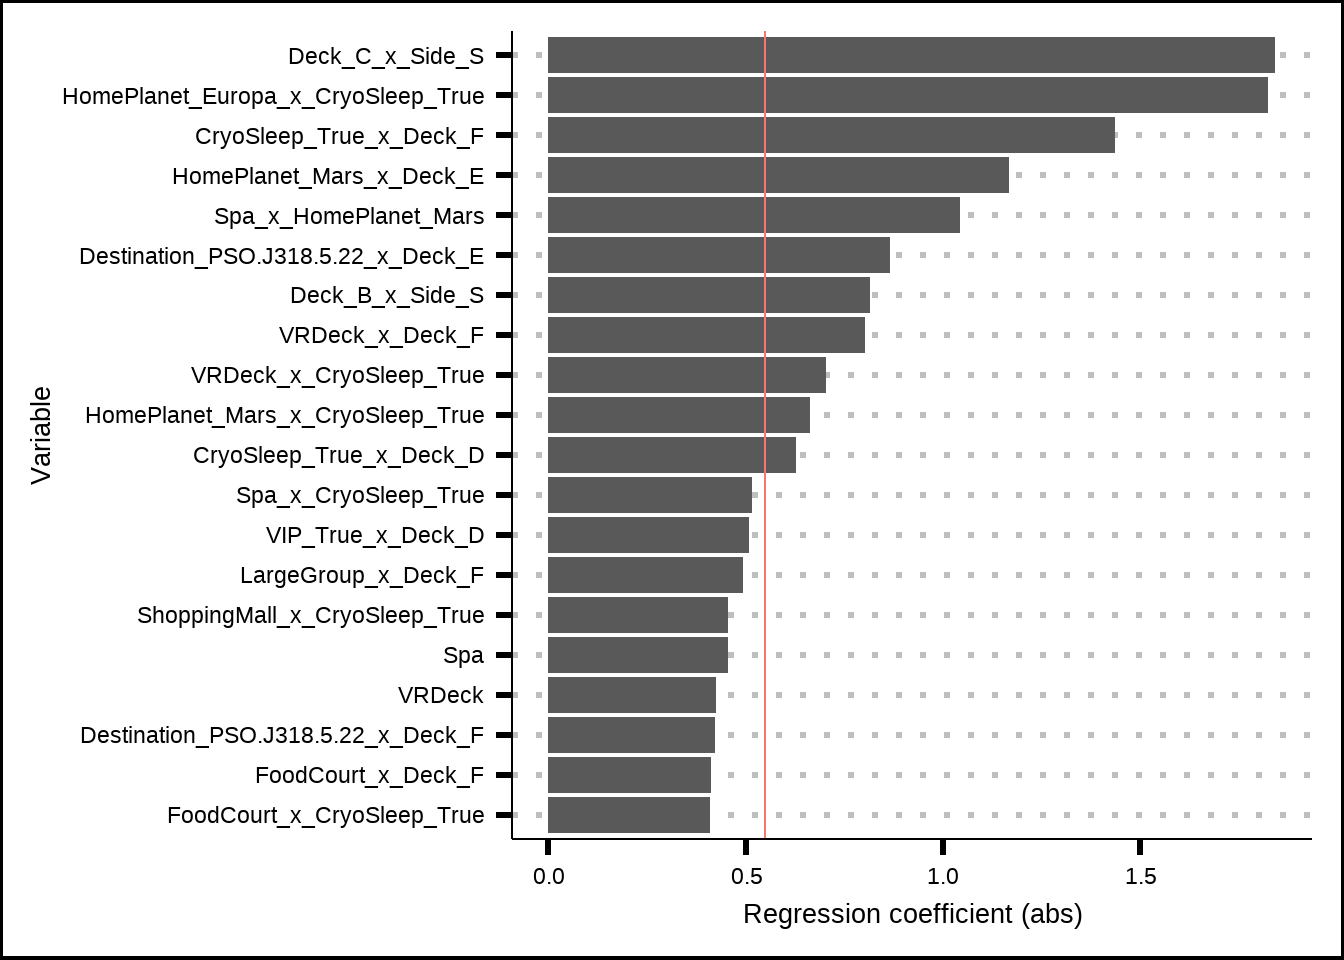 Deck_C_x_Side_S
HomePlanet_Europa_x_CryoSleep_True
CryoSleep_True_x_Deck_F
HomePlanet_Mars_x_Deck_E
Spa_x_HomePlanet_Mars
Destination_PSO.J318.5.22_x_Deck_E
Deck_B_x_Side_S
VRDeck_x_Deck_F
VRDeck_x_CryoSleep_True
HomePlanet_Mars_x_CryoSleep_True
CryoSleep_True_x_Deck_D
Spa_x_CryoSleep_True
VIP_True_x_Deck_D
LargeGroup_x_Deck_F
ShoppingMall_x_CryoSleep_True
Spa
VRDeck
Destination_PSO.J318.5.22_x_Deck_F
FoodCourt_x_Deck_F
FoodCourt_x_CryoSleep_True
Variable
0.0 0.5 1.0 1.5
Regression coefficient (abs)